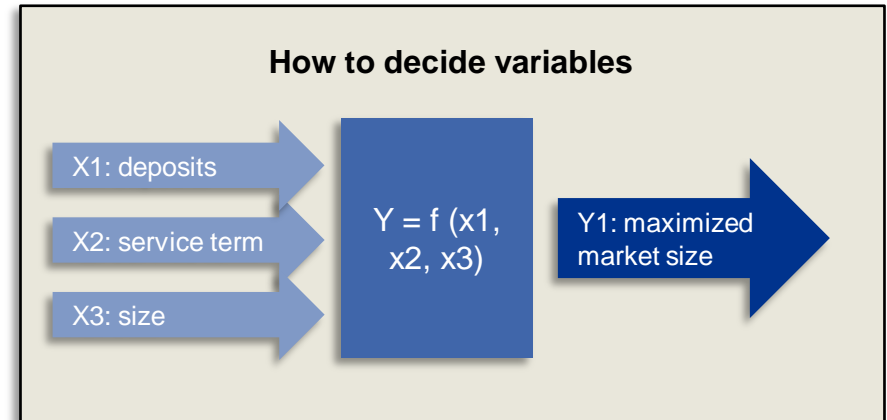 How to decide variables
X1: deposits
X2: service term
X3: size
Y = f (x1,
x2, x3)
Y1: maximized
market size